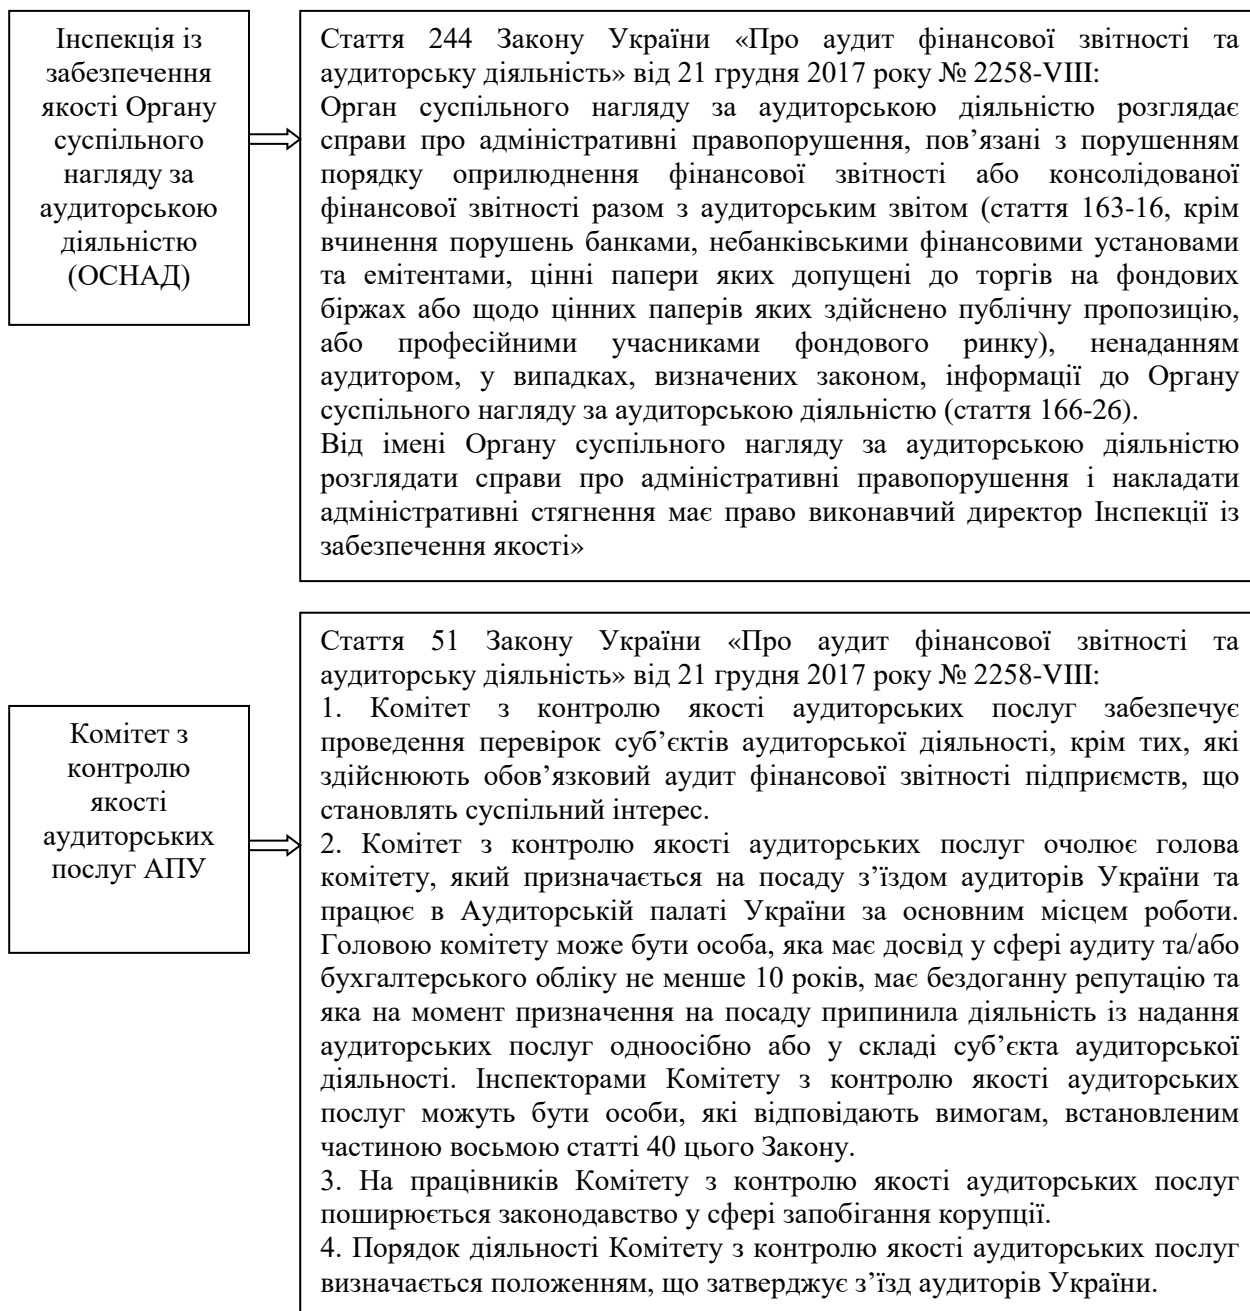 Інспекція із
забезпечення
якості Органу
суспільного
нагляду за
аудиторською
діяльністю
(ОСНАД)
Стаття 244 Закону України «Про аудит фінансової звітності та
аудиторську діяльність» від 21 грудня 2017 року № 2258-VIII:
Орган суспільного нагляду за аудиторською діяльністю розглядає
справи про адміністративні правопорушення, пов’язані з порушенням
порядку оприлюднення фінансової звітності або консолідованої
фінансової звітності разом з аудиторським звітом (стаття 163-16, крім
вчинення порушень банками, небанківськими фінансовими установами
та емітентами, цінні папери яких допущені до торгів на фондових
біржах або щодо цінних паперів яких здійснено публічну пропозицію,
або професійними учасниками фондового ринку), ненаданням
аудитором, у випадках, визначених законом, інформації до Органу
суспільного нагляду за аудиторською діяльністю (стаття 166-26).
Від імені Органу суспільного нагляду за аудиторською діяльністю
розглядати справи про адміністративні правопорушення і накладати
адміністративні стягнення має право виконавчий директор Інспекції із
забезпечення якості»
Комітет з
контролю
якості
аудиторських
послуг АПУ
Стаття 51 Закону України «Про аудит фінансової звітності та
аудиторську діяльність» від 21 грудня 2017 року № 2258-VIII:
1. Комітет з контролю якості аудиторських послуг забезпечує
проведення перевірок суб’єктів аудиторської діяльності, крім тих, які
здійснюють обов’язковий аудит фінансової звітності підприємств, що
становлять суспільний інтерес.
2. Комітет з контролю якості аудиторських послуг очолює голова
комітету, який призначається на посаду з’їздом аудиторів України та
працює в Аудиторській палаті України за основним місцем роботи.
Головою комітету може бути особа, яка має досвід у сфері аудиту та/або
бухгалтерського обліку не менше 10 років, має бездоганну репутацію та
яка на момент призначення на посаду припинила діяльність із надання
аудиторських послуг одноосібно або у складі суб’єкта аудиторської
діяльності. Інспекторами Комітету з контролю якості аудиторських
послуг можуть бути особи, які відповідають вимогам, встановленим
частиною восьмою статті 40 цього Закону.
3. На працівників Комітету з контролю якості аудиторських послуг
поширюється законодавство у сфері запобігання корупції.
4. Порядок діяльності Комітету з контролю якості аудиторських послуг
визначається положенням, що затверджує з’їзд аудиторів України.